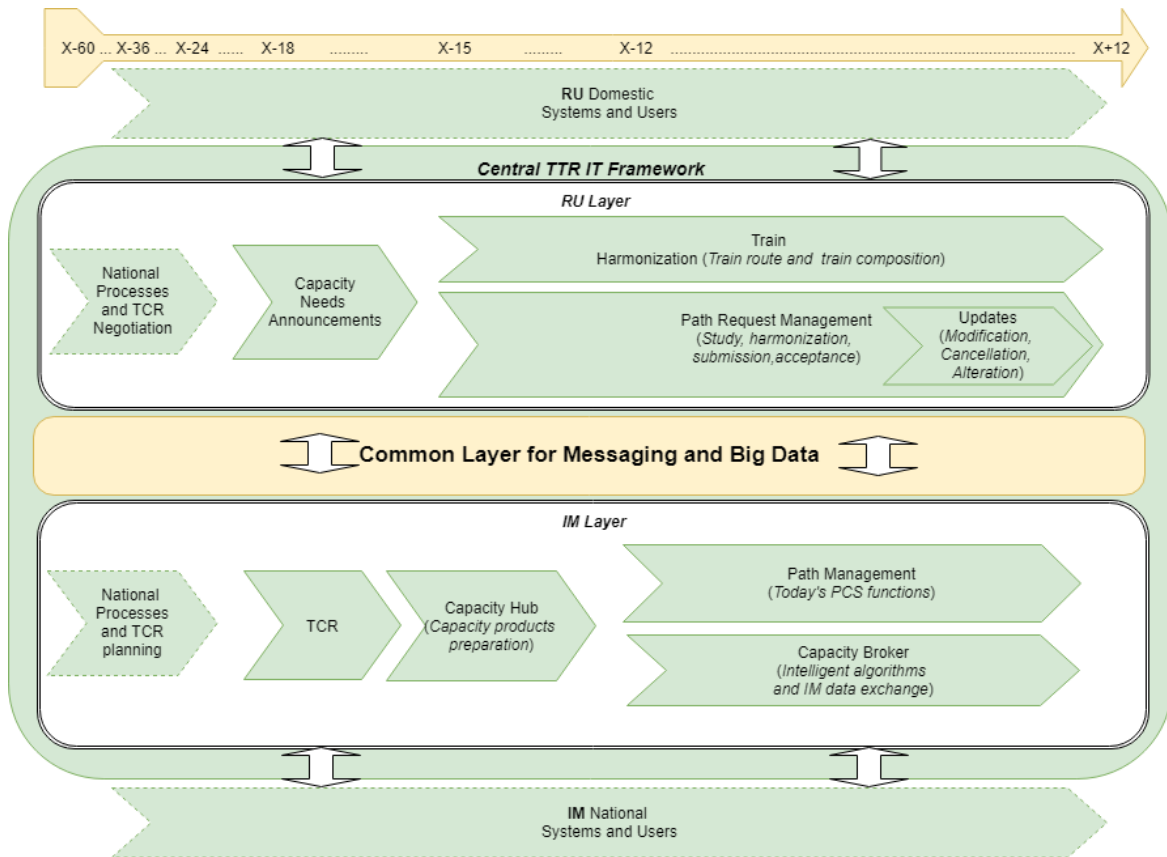 X-60 ... X-36 ... X-24 ...... X-18 ......... X-15 ......... X-12 ................................................................................ X+12
RU Domestic
Systems and Users
Central TTR IT Framework
RU Layer
National
Processes
and TCR
Negotiation
Capacity
Needs
Announcements
Train
Harmonization (Train route and train composition)
Path Request Management
(Study, harmonization,
submission,acceptance)
Updates
(Modification,
Cancellation,
Alteration)
Common Layer for Messaging and Big Data
IM Layer
National
Processes
and TCR
planning
TCR
Capacity Hub
(Capacity products
preparation)
Path Management
(Today's PCS functions)
Capacity Broker
(Intelligent algorithms
and IM data exchange)
IM National
Systems and Users